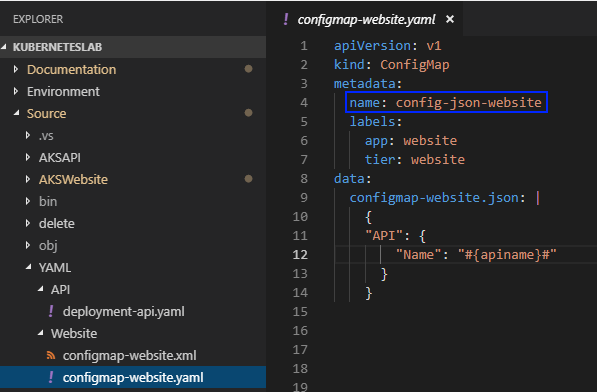 EXPLORER
KUBERNETESLAB
Documentation
Environment
Source
.vs
AKSAPI
AKSWebsite
bin
delete
obj
YAML
API
! deployment-api.yaml
Website
configmap-website.xml
! configmap-website.yaml
! configmap-website.yaml ×
1 apiVersion: v1
2 kind: ConfigMap
3 metadata:
4 name: config-json-website
5 labels:
6 app: website
7 tier: website
8 data:
9 configmap-website.json: |
10 {
11 "API": {
12 "Name": "#{apiname}#"
13 }
14 }
15
16
17
18
19